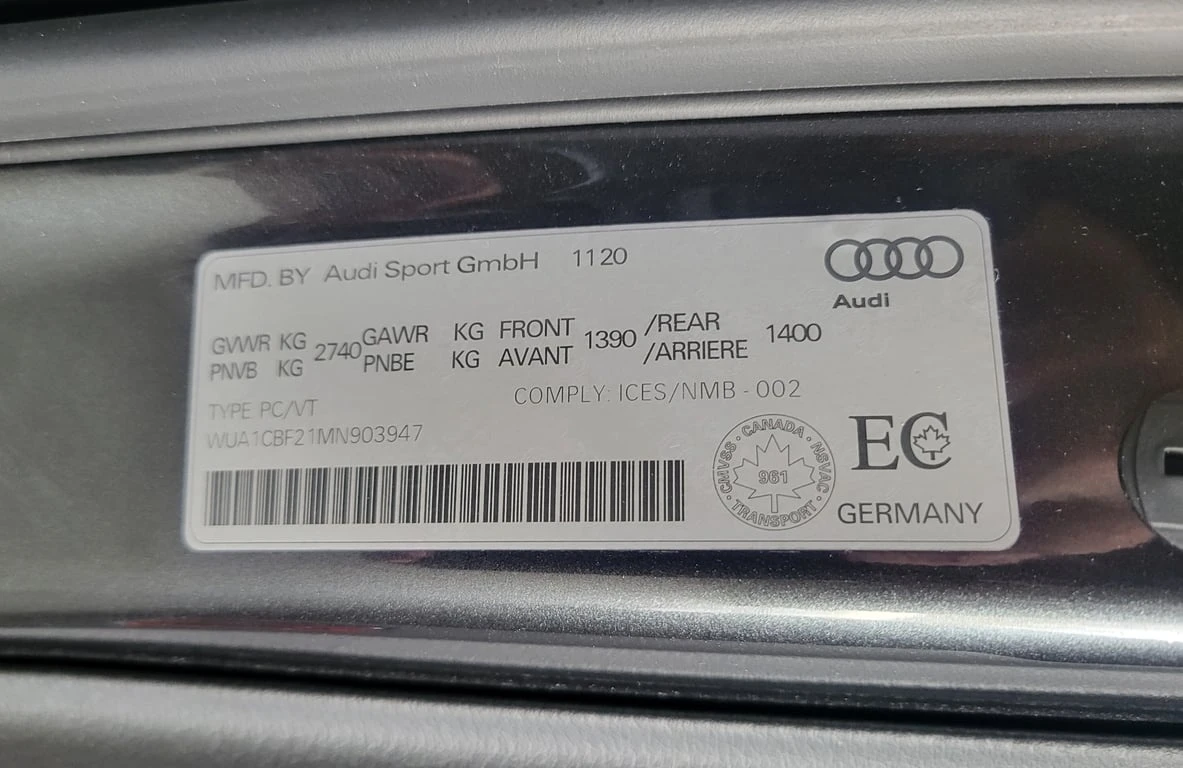 MFD. BY Audi Sport GmbH 1120
Audi
GVWR KG 2740 GAWR KG FRONT 1390 /REAR 1400
PNVB KG PNBE KG AVANT /ARRIERE
COMPLY: ICES/NMB - 002
TYPE PC/VT
WUA1CBF21MN903947
CMVSS · CANADA · NSVAC · TRANSPORT ·
961
EC
GERMANY